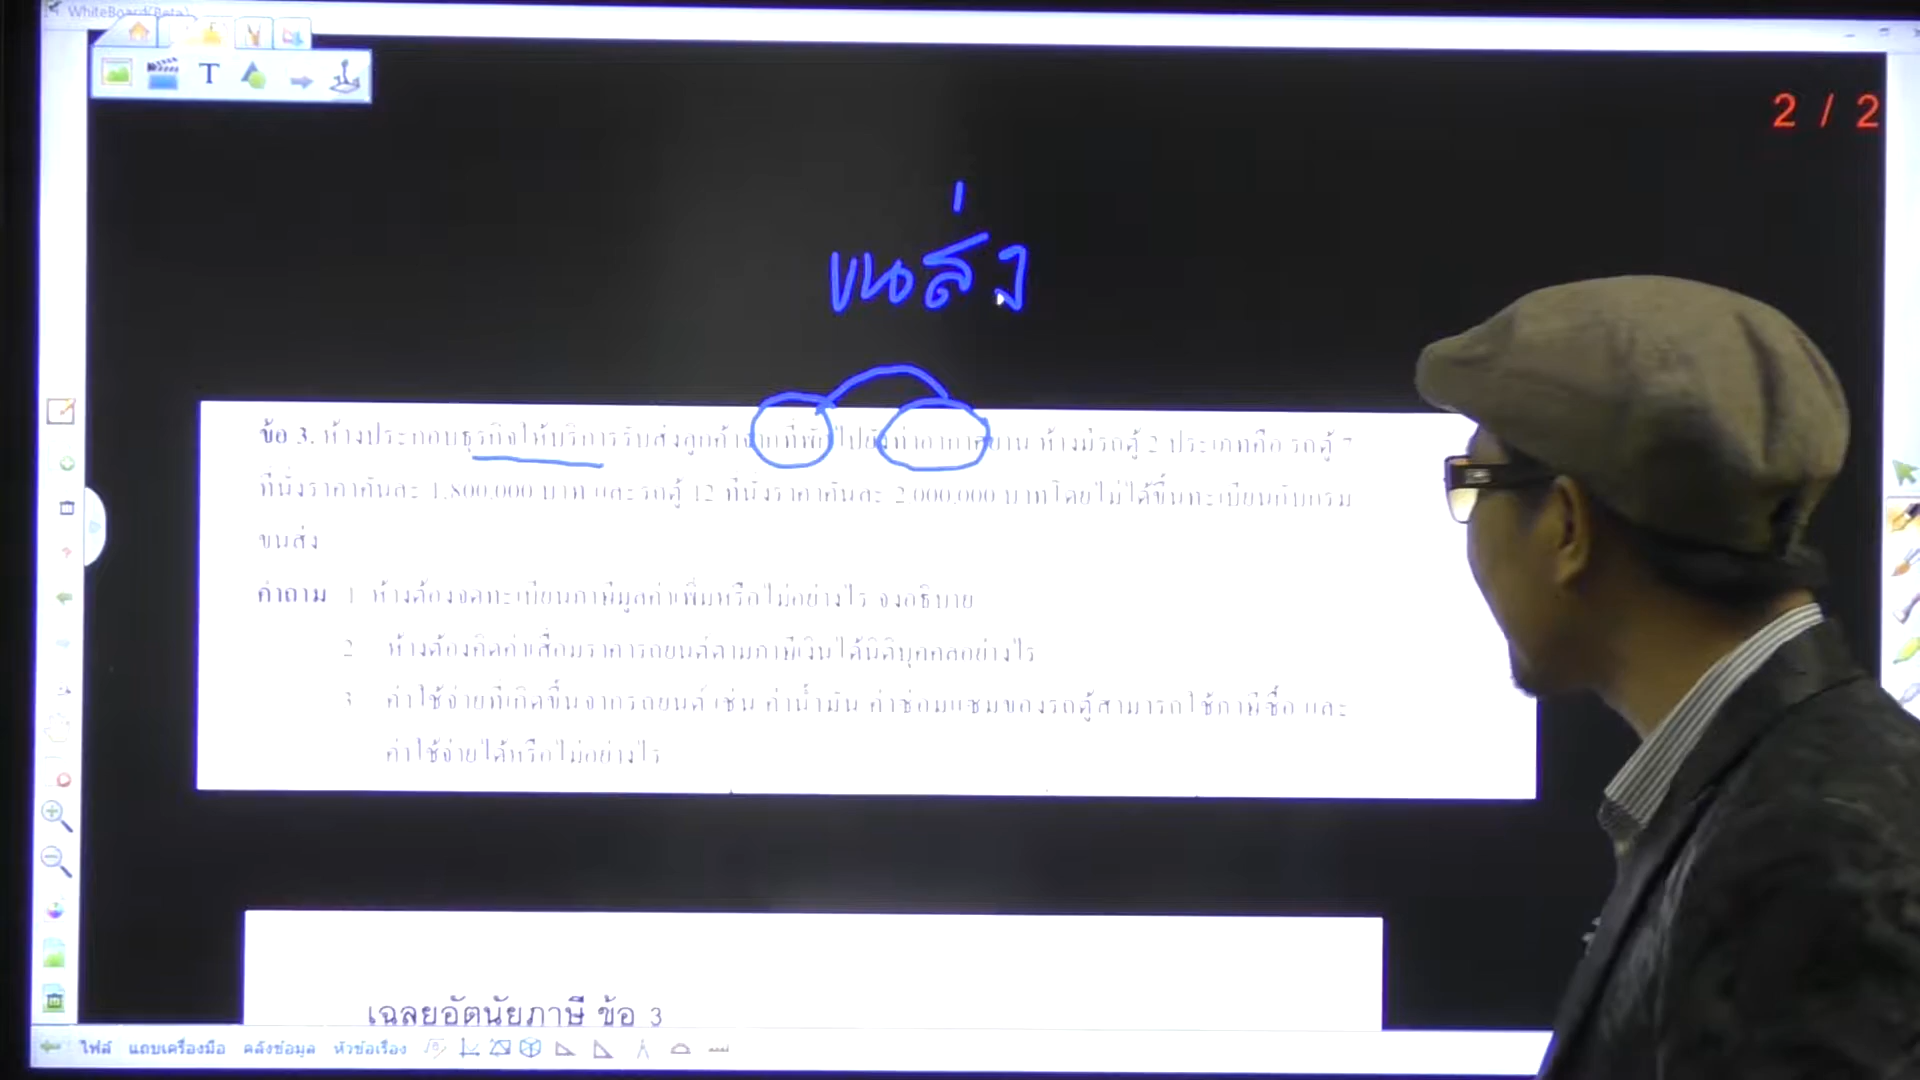 WhiteBoard(Beta)
T
2 / 2
ขนส่ง
ข้อ 3. ห้างประกอบธุรกิจให้บริการรับส่งลูกค้าจากที่พักไปยังท่าอากาศยาน ห้างมีรถตู้ 2 ประเภทคือ รถตู้ 7
ที่นั่งราคาคันละ 1,800,000 บาท และรถตู้ 12 ที่นั่งราคาคันละ 2,000,000 บาทโดยไม่ได้ขึ้นทะเบียนกับกรม
ขนส่ง
คำถาม 1 ห้างต้องจดทะเบียนภาษีมูลค่าเพิ่มหรือไม่อย่างไร จงอธิบาย
2 ห้างต้องคิดค่าเสื่อมราคารถยนต์ตามภาษีเงินได้นิติบุคคลอย่างไร
3 ค่าใช้จ่ายที่เกิดขึ้นจากรถยนต์ เช่น ค่าน้ำมัน ค่าซ่อมแซมของรถตู้สามารถใช้ภาษีซื้อ และ
ค่าใช้จ่ายได้หรือไม่อย่างไร
เฉลยอัตนัยภาษี ข้อ 3
ไฟล์ แถบเครื่องมือ คลังข้อมูล หัวข้อเรื่อง